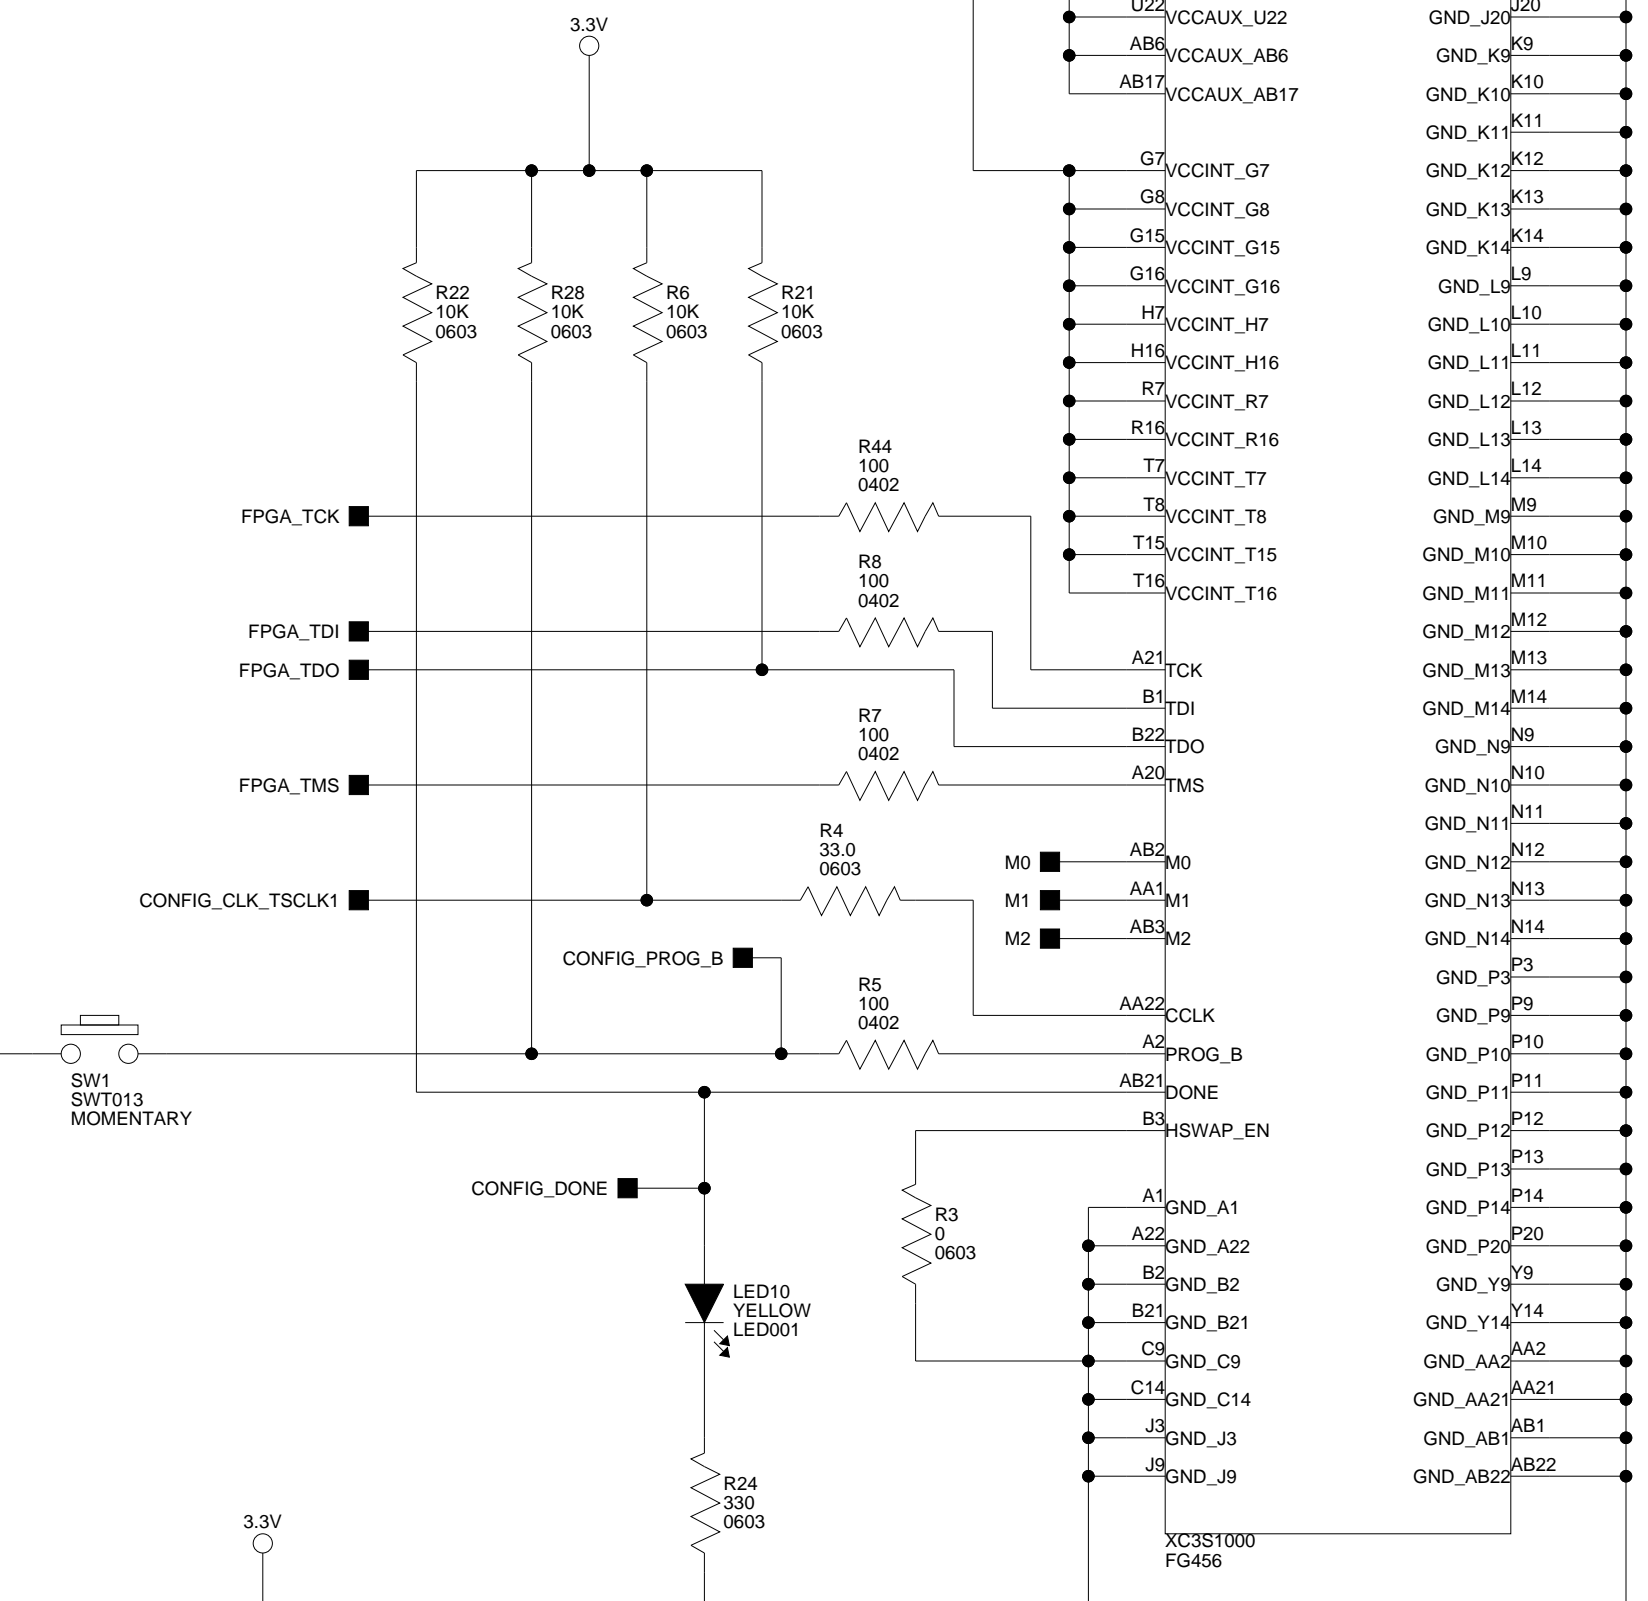 3.3V
R22
10K
0603
R28
10K
0603
R6
10K
0603
R21
10K
0603
R44
100
0402
FPGA_TCK
R8
100
0402
FPGA_TDI
FPGA_TDO
R7
100
0402
FPGA_TMS
R4
33.0
0603
CONFIG_CLK_TSCLK1
M0
M1
M2
CONFIG_PROG_B
R5
100
0402
SW1
SWT013
MOMENTARY
CONFIG_DONE
R3
0
0603
LED10
YELLOW
LED001
R24
330
0603
3.3V
U22 VCCAUX_U22
AB6 VCCAUX_AB6
AB17 VCCAUX_AB17
G7 VCCINT_G7
G8 VCCINT_G8
G15 VCCINT_G15
G16 VCCINT_G16
H7 VCCINT_H7
H16 VCCINT_H16
R7 VCCINT_R7
R16 VCCINT_R16
T7 VCCINT_T7
T8 VCCINT_T8
T15 VCCINT_T15
T16 VCCINT_T16
A21 TCK
B1 TDI
B22 TDO
A20 TMS
AB2 M0
AA1 M1
AB3 M2
AA22 CCLK
A2 PROG_B
AB21 DONE
B3 HSWAP_EN
A1 GND_A1
A22 GND_A22
B2 GND_B2
B21 GND_B21
C9 GND_C9
C14 GND_C14
J3 GND_J3
J9 GND_J9
GND_J20 J20
GND_K9 K9
GND_K10 K10
GND_K11 K11
GND_K12 K12
GND_K13 K13
GND_K14 K14
GND_L9 L9
GND_L10 L10
GND_L11 L11
GND_L12 L12
GND_L13 L13
GND_L14 L14
GND_M9 M9
GND_M10 M10
GND_M11 M11
GND_M12 M12
GND_M13 M13
GND_M14 M14
GND_N9 N9
GND_N10 N10
GND_N11 N11
GND_N12 N12
GND_N13 N13
GND_N14 N14
GND_P3 P3
GND_P9 P9
GND_P10 P10
GND_P11 P11
GND_P12 P12
GND_P13 P13
GND_P14 P14
GND_P20 P20
GND_Y9 Y9
GND_Y14 Y14
GND_AA2 AA2
GND_AA21 AA21
GND_AB1 AB1
GND_AB22 AB22
XC3S1000
FG456